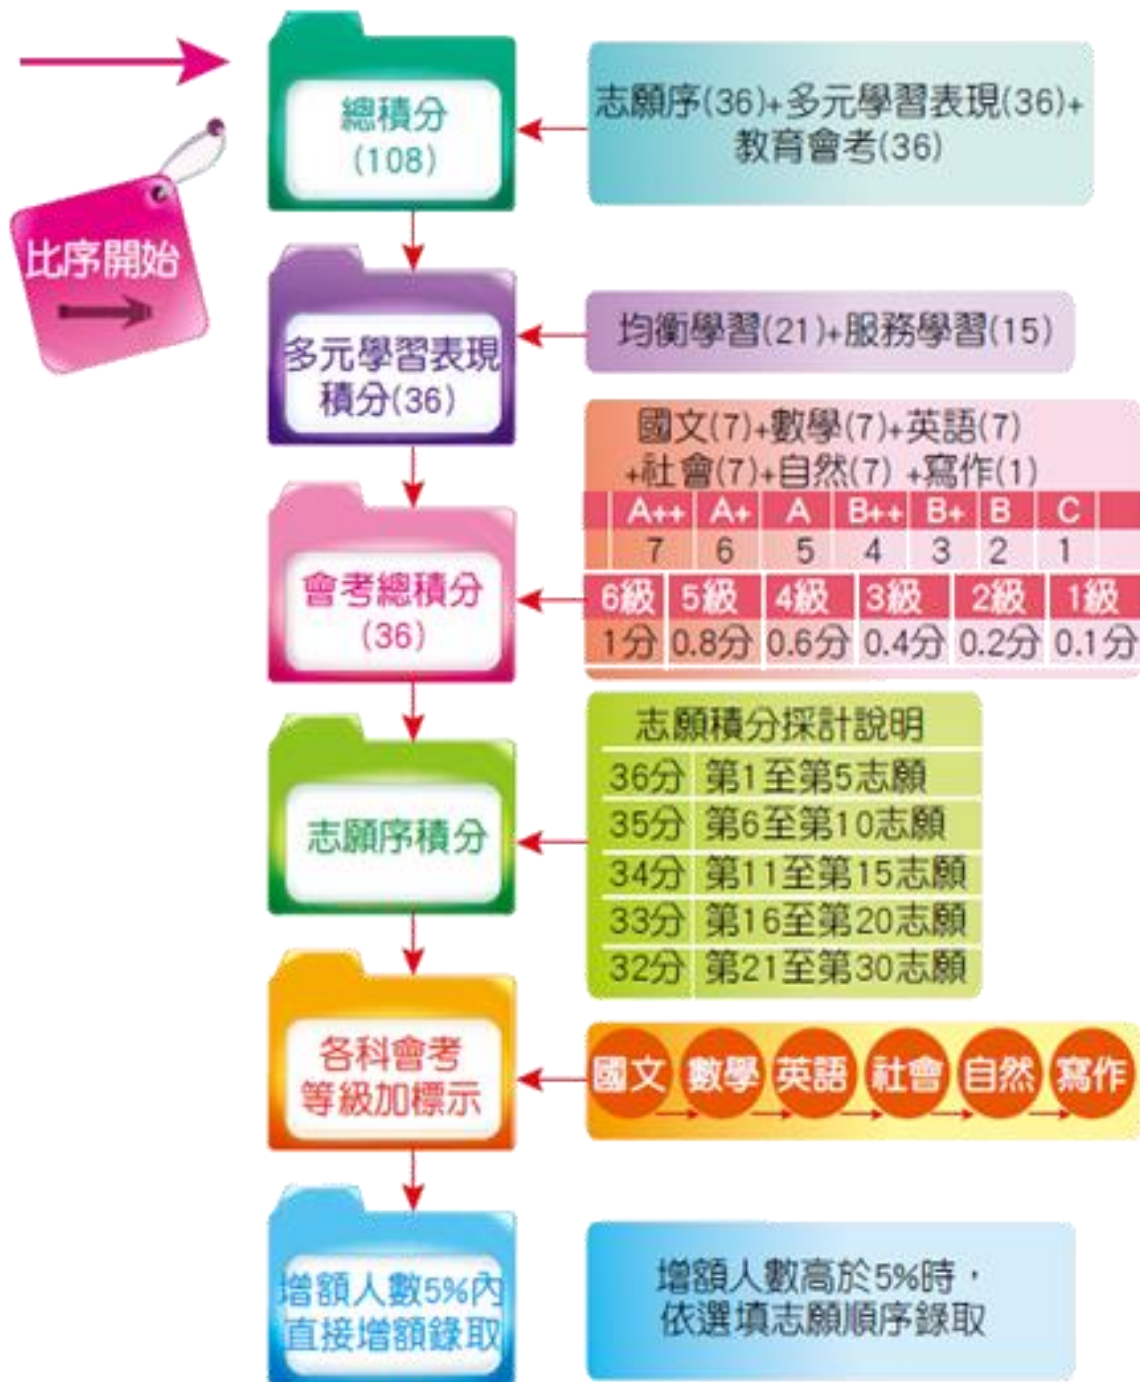 比序開始
總積分
(108)
志願序(36)+多元學習表現(36)+
教育會考(36)
多元學習表現
積分(36)
均衡學習(21)+服務學習(15)
會考總積分
(36)
國文(7)+數學(7)+英語(7)
+社會(7)+自然(7) +寫作(1)
A++ A+ A B++ B+ B C
7 6 5 4 3 2 1
6級 5級 4級 3級 2級 1級
1分 0.8分 0.6分 0.4分 0.2分 0.1分
志願序積分
志願積分採計說明
36分 第1至第5志願
35分 第6至第10志願
34分 第11至第15志願
33分 第16至第20志願
32分 第21至第30志願
各科會考
等級加標示
國文 數學 英語 社會 自然 寫作
增額人數5%內
直接增額錄取
增額人數高於5%時，
依選填志願順序錄取